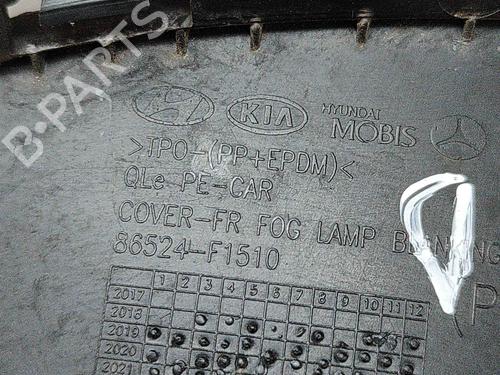 B-PARTS
KIA
HYUNDAI
MOBIS
>TPO-(PP+EPDM)<
QLe PE-CAR
COVER-FR FOG LAMP BLANKING
86524-F1510
1 2 3 4 5 6 7 8 9 10 11 12
2017
2018
2019
2020
2021
P